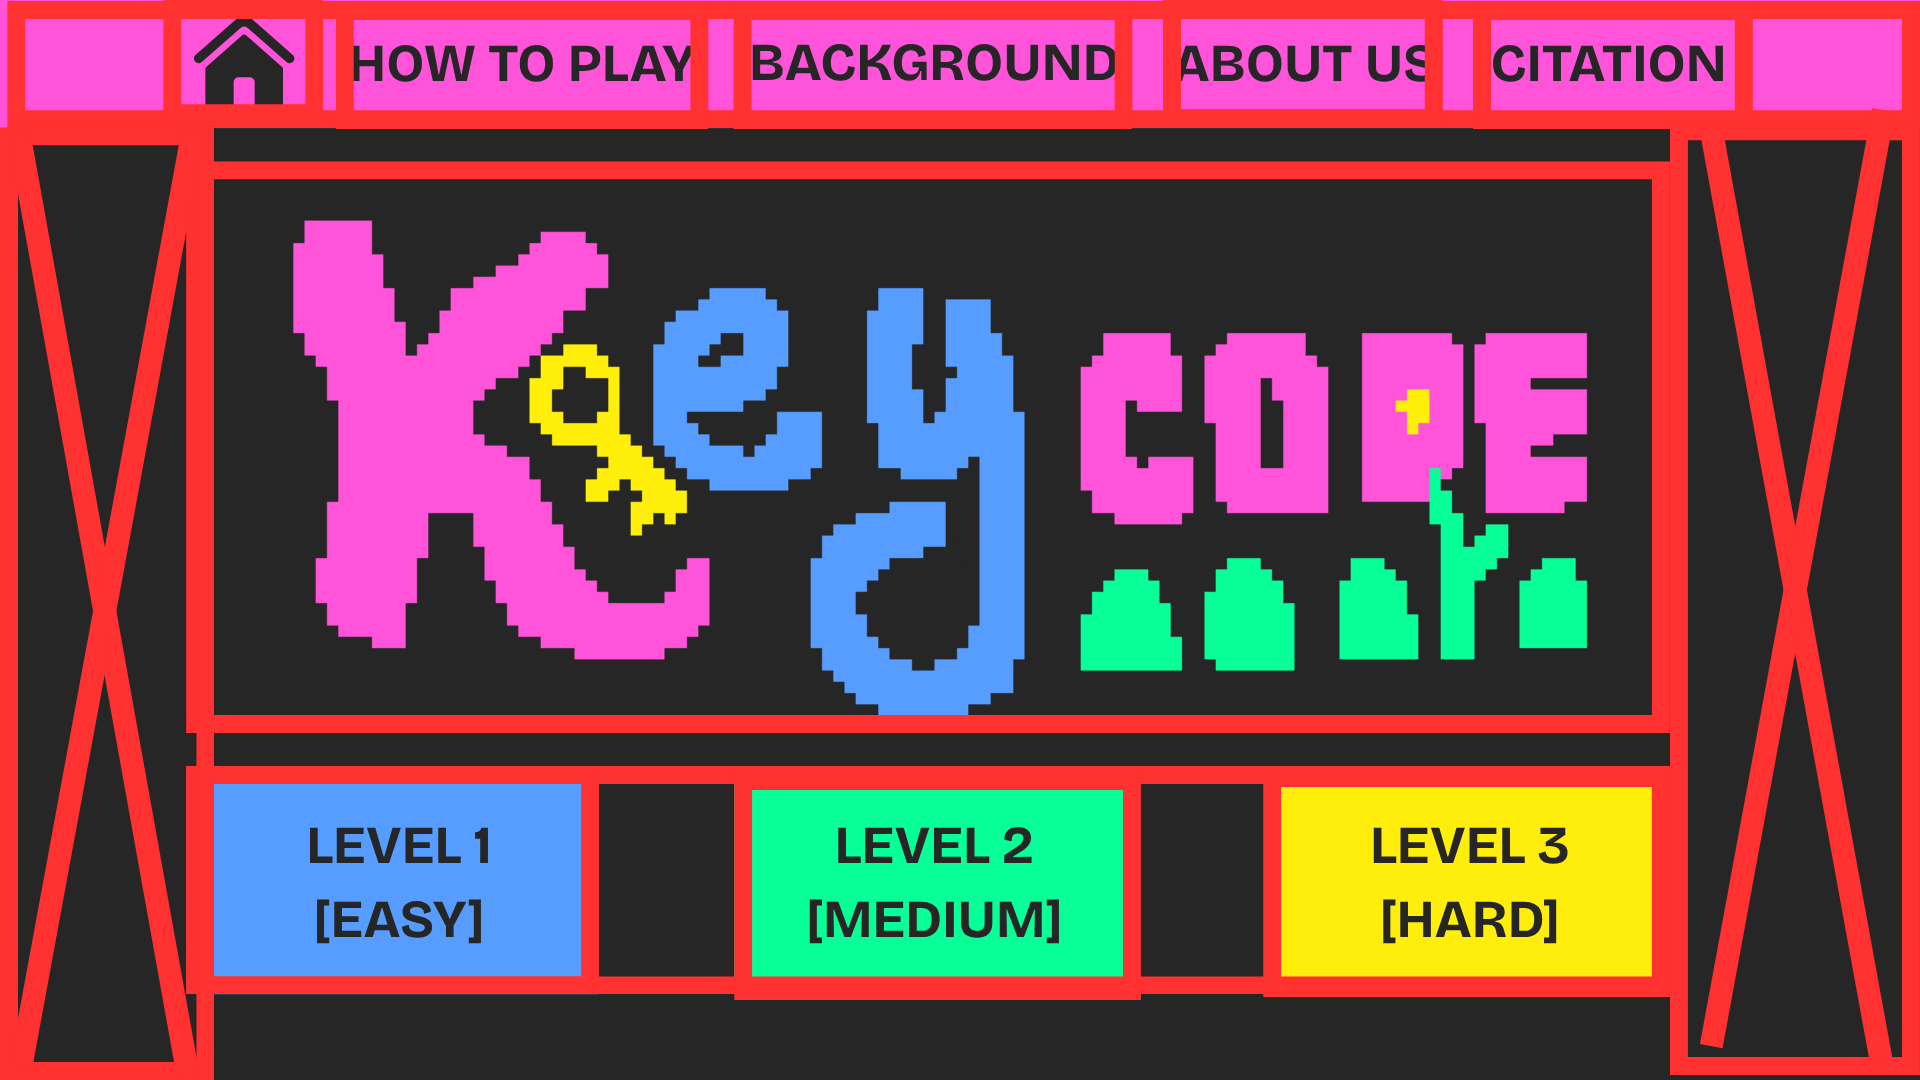 HOW TO PLAY
BACKGROUND
ABOUT US
CITATION
Key
CODE
LEVEL 1
[EASY]
LEVEL 2
[MEDIUM]
LEVEL 3
[HARD]